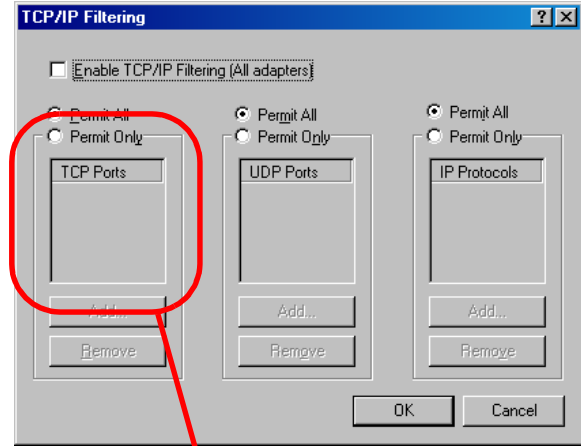 TCP/IP Filtering
Enable TCP/IP Filtering (All adapters)
Permit All
Permit Only
TCP Ports
Add...
Remove
Permit All
Permit Only
UDP Ports
Add...
Remove
Permit All
Permit Only
IP Protocols
Add...
Remove
OK
Cancel